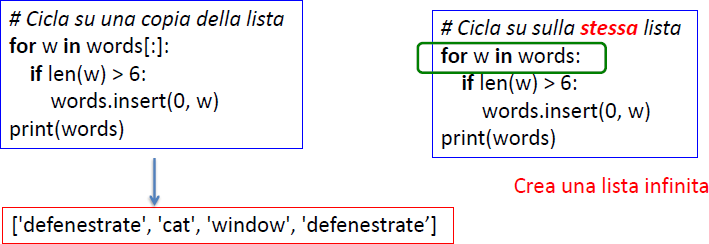 # Cicla su una copia della lista
for w in words[:]:
if len(w) > 6:
words.insert(0, w)
print(words)
['defenestrate', 'cat', 'window', 'defenestrate’]
# Cicla su sulla stessa lista
for w in words:
if len(w) > 6:
words.insert(0, w)
print(words)
Crea una lista infinita